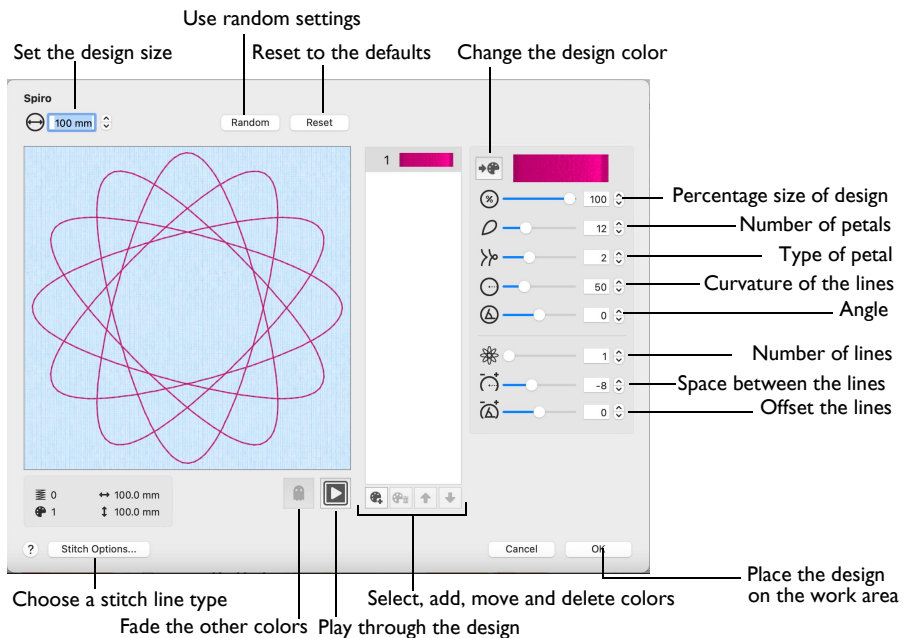 Use random settings
Set the design size
Reset to the defaults
Change the design color
Spiro
100 mm
Random
Reset
1
100
Percentage size of design
12
Number of petals
2
Type of petal
50
Curvature of the lines
0
Angle
1
Number of lines
-8
Space between the lines
0
Offset the lines
0
100.0 mm
1
100.0 mm
?
Stitch Options...
Cancel
OK
Place the design
on the work area
Choose a stitch line type
Select, add, move and delete colors
Fade the other colors
Play through the design